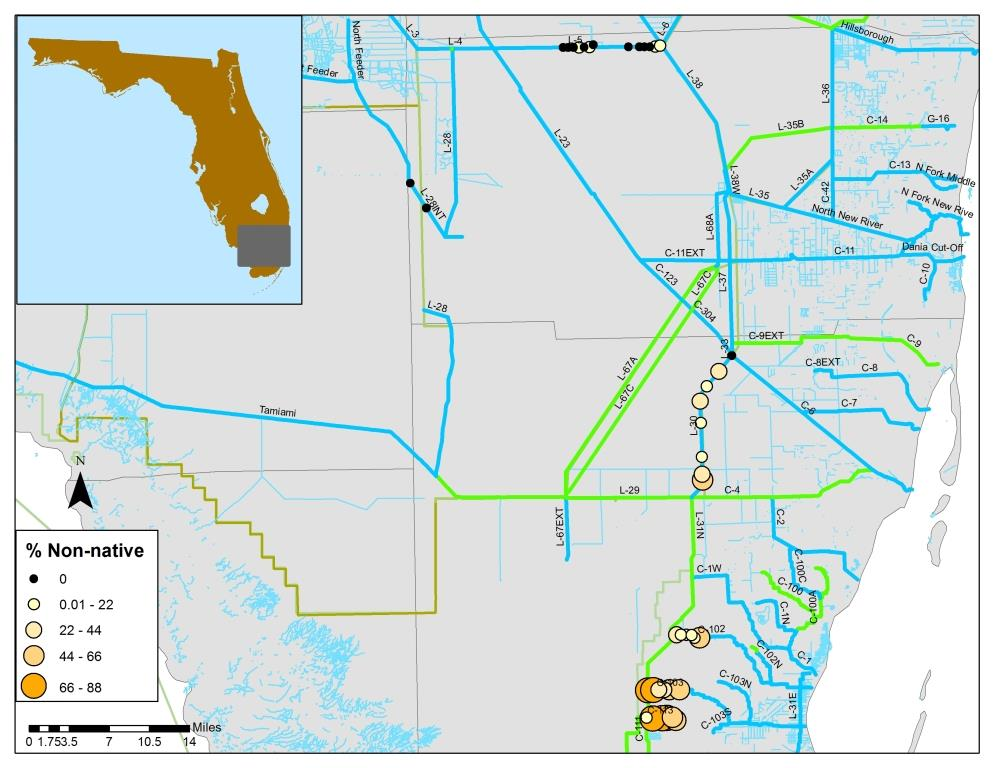 L-3
L-4
L-5
L-6
Hillsborough
North Feeder
t Feeder
L-28
L-23
L-38
L-36
L-35B
C-14
G-16
L-28INT
L-38W
L-35
L-35A
C-42
C-13
N Fork Middle
N Fork New Rive
North New River
L-68A
C-11EXT
C-11
Dania Cut-Off
C-10
C-123
L-67C
L-37
C-304
L-28
L-33
C-9EXT
C-9
L-67A
L-67C
C-8EXT
C-8
C-7
C-6
Tamiami
L-30
L-29
C-4
L-67EXT
L-31N
C-2
C-1W
C-100C
C-100
C-100A
C-1N
C-102
C-102N
C-1
C-103N
C-103S
C-111
L-31E
N
% Non-native
0
0.01 - 22
22 - 44
44 - 66
66 - 88
Miles
0 1.753.5 7 10.5 14